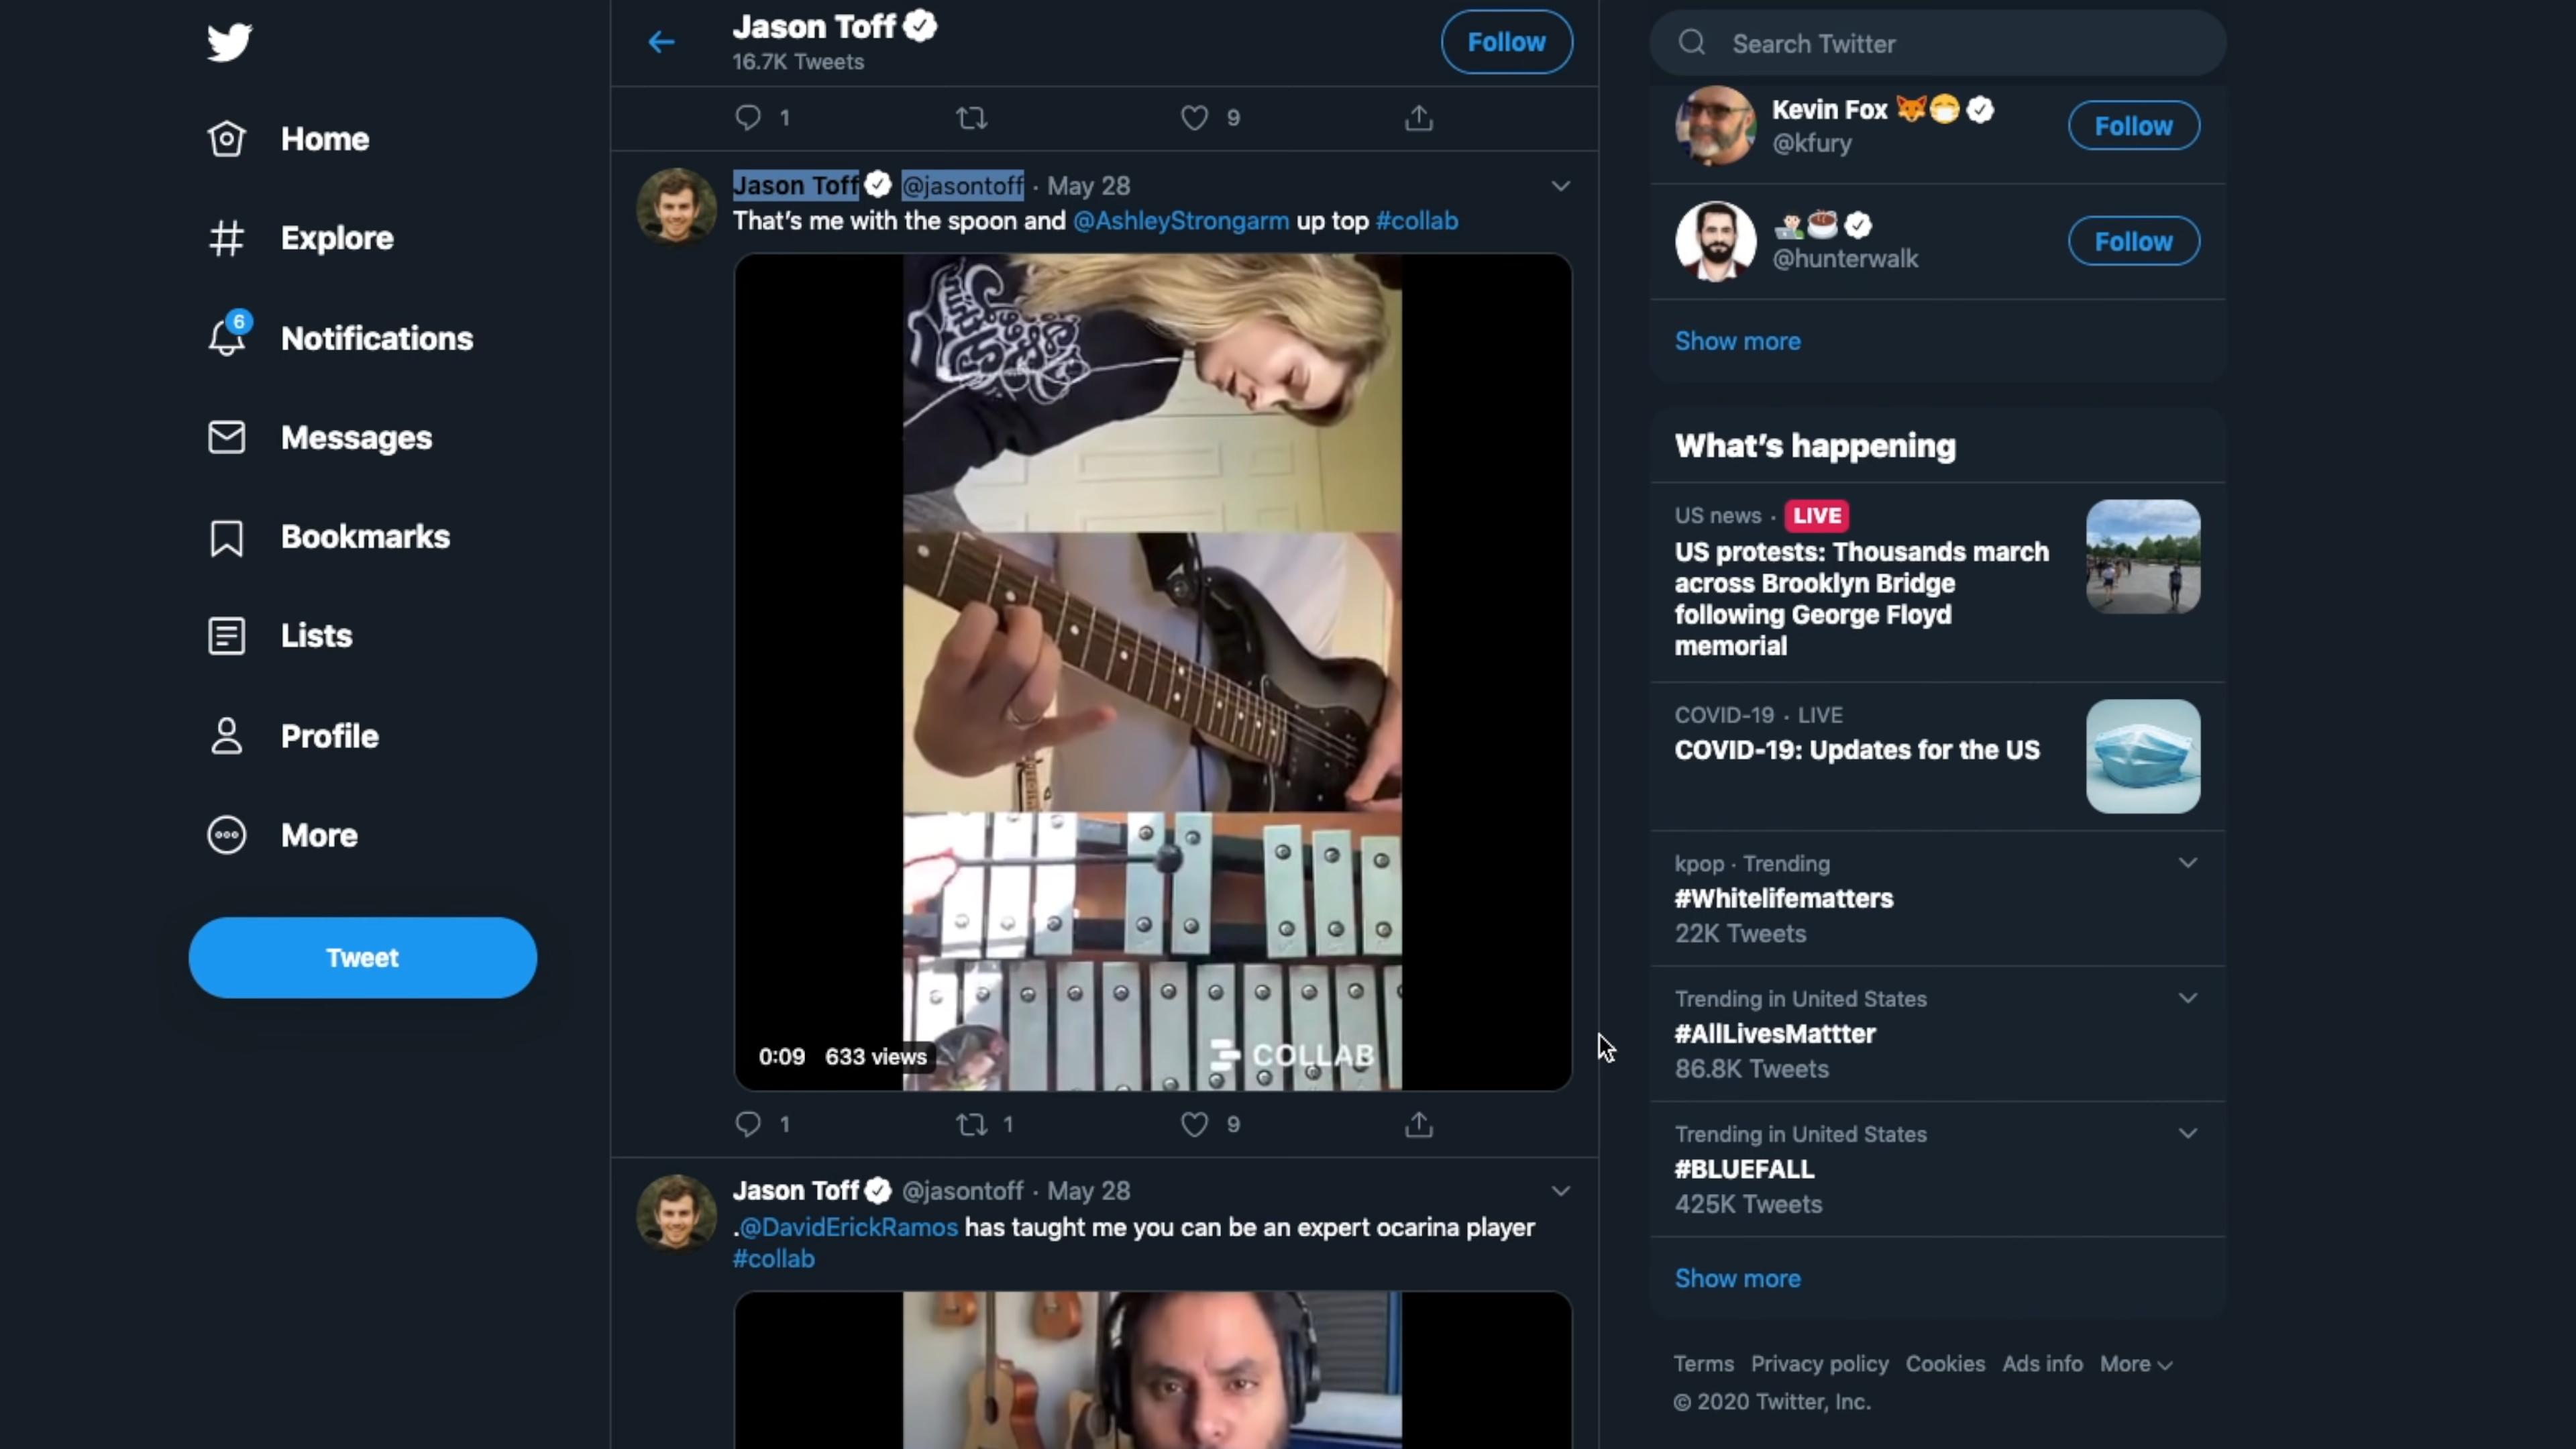 Home
Explore
6
Notifications
Messages
Bookmarks
Lists
Profile
More
Tweet
Jason Toff
16.7K Tweets
Follow
1
9
Jason Toff @jasontoff · May 28
That’s me with the spoon and @AshleyStrongarm up top #collab
0:09 633 views
COLLAB
1 1 9
Jason Toff @jasontoff · May 28
.@DavidErickRamos has taught me you can be an expert ocarina player
#collab
Search Twitter
Kevin Fox
@kfury
Follow
@hunterwalk
Follow
Show more
What’s happening
US news · LIVE
US protests: Thousands march
across Brooklyn Bridge
following George Floyd
memorial
COVID-19 · LIVE
COVID-19: Updates for the US
kpop · Trending
#Whitelifematters
22K Tweets
Trending in United States
#AllLivesMattter
86.8K Tweets
Trending in United States
#BLUEFALL
425K Tweets
Show more
Terms Privacy policy Cookies Ads info More
© 2020 Twitter, Inc.